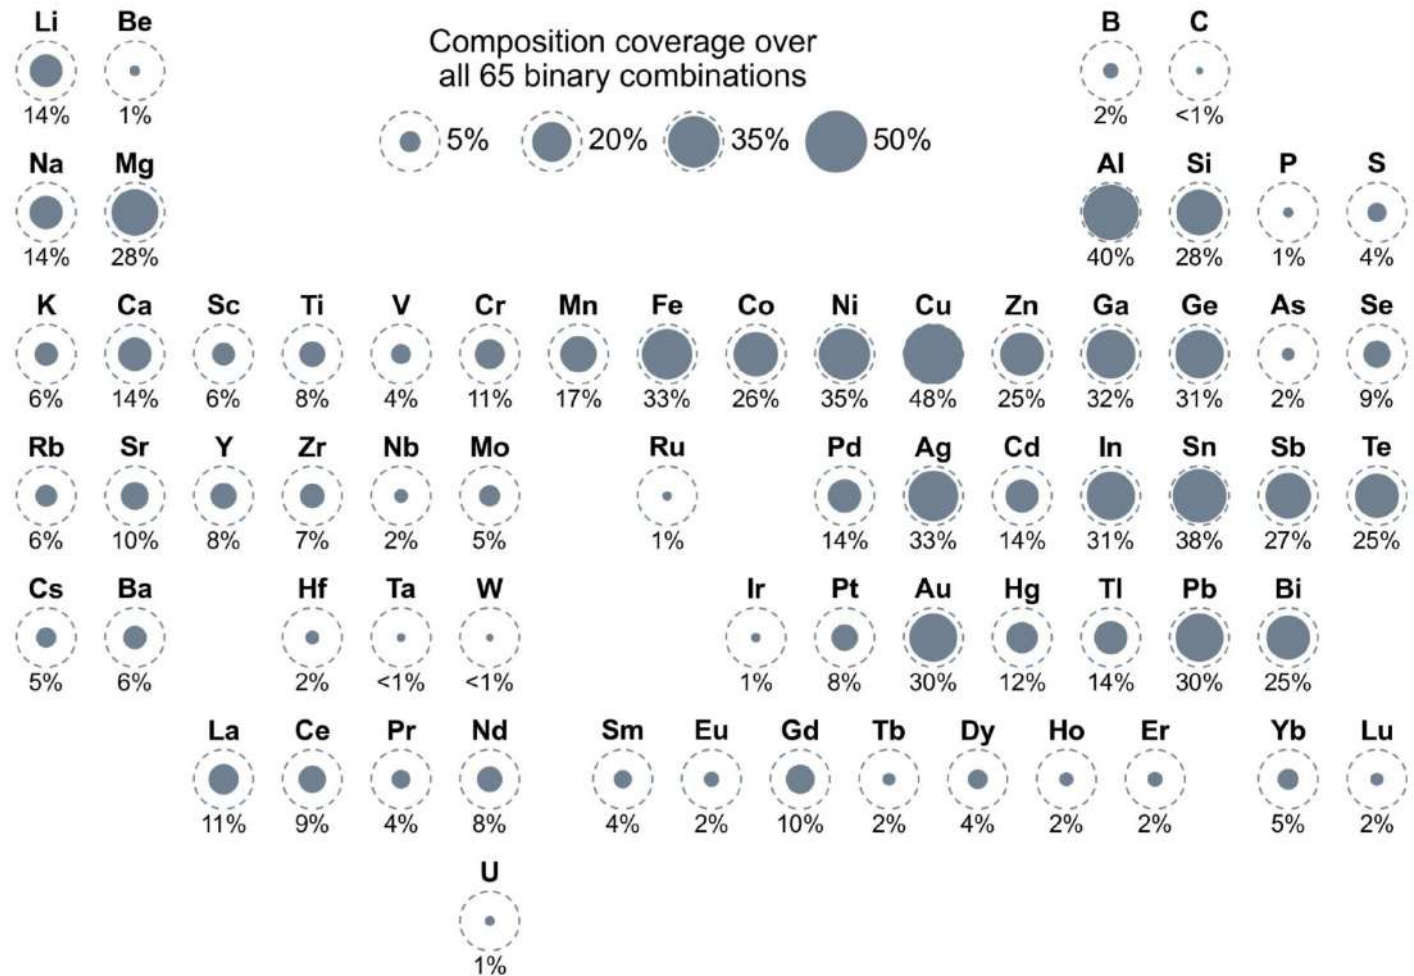 Li Be B C
Composition coverage over
all 65 binary combinations
14% 1% 2% <1%
5% 20% 35% 50%
Na Mg Al Si P S
14% 28% 40% 28% 1% 4%
K Ca Sc Ti V Cr Mn Fe Co Ni Cu Zn Ga Ge As Se
6% 14% 6% 8% 4% 11% 17% 33% 26% 35% 48% 25% 32% 31% 2% 9%
Rb Sr Y Zr Nb Mo Ru Pd Ag Cd In Sn Sb Te
6% 10% 8% 7% 2% 5% 1% 14% 33% 14% 31% 38% 27% 25%
Cs Ba Hf Ta W Ir Pt Au Hg Tl Pb Bi
5% 6% 2% <1% <1% 1% 8% 30% 12% 14% 30% 25%
La Ce Pr Nd Sm Eu Gd Tb Dy Ho Er Yb Lu
11% 9% 4% 8% 4% 2% 10% 2% 4% 2% 2% 5% 2%
U
1%